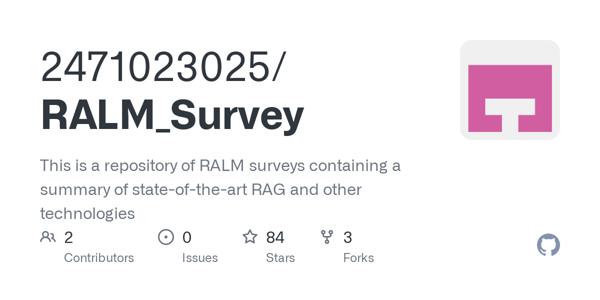 2471023025/
RALM_Survey
This is a repository of RALM surveys containing a
summary of state-of-the-art RAG and other
technologies
2 0 84 3
Contributors Issues Stars Forks